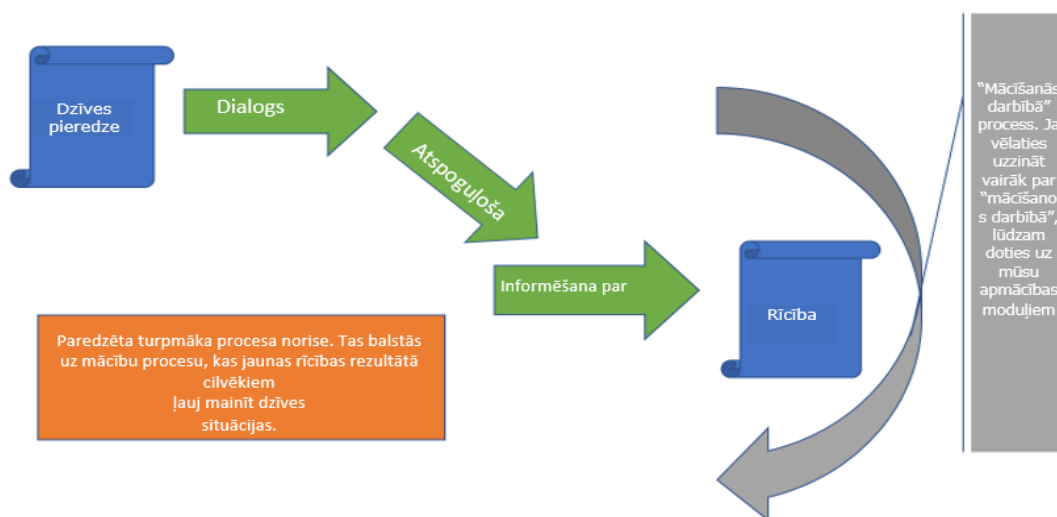 Dzīves
pieredze
Dialogs
Atspoguļoša
Informēšana par
Rīcība
Paredzēta turpmāka procesa norise. Tas balstās
uz mācību procesu, kas jaunas rīcības rezultātā
cilvēkiem
ļauj mainīt dzīves
situācijas.
“Mācīšanās
darbībā”
process. Ja
vēlaties
uzzināt
vairāk par
“mācīšano
s darbībā”,
lūdzam
doties uz
mūsu
apmācības
moduļiem